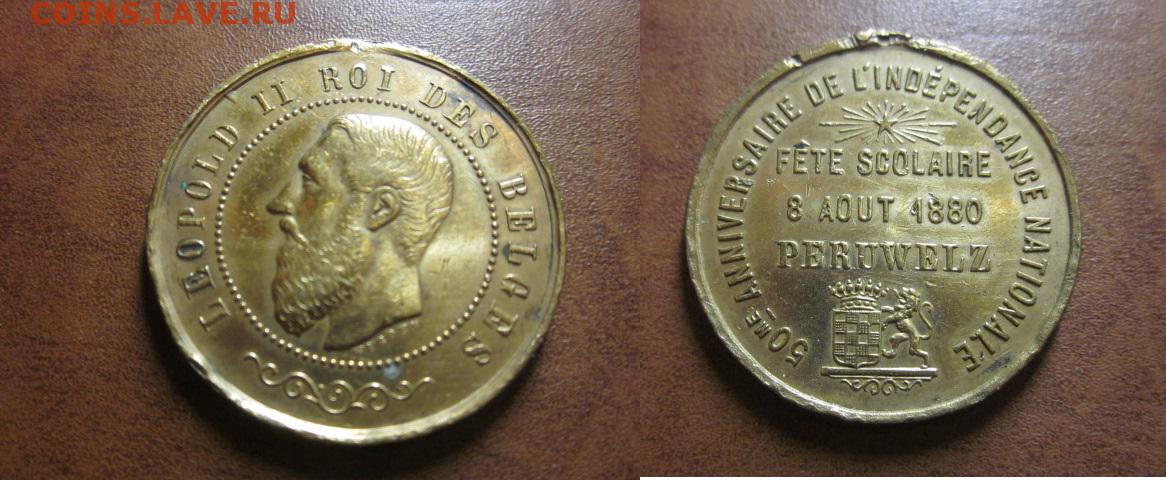 COINS.LAVE.RU
LEOPOLD II ROI DES BELGES
50ME ANNIVERSAIRE DE L'INDÉPENDANCE NATIONALE
FÊTE SCOLAIRE
8 AOUT 1880
PERUWELZ